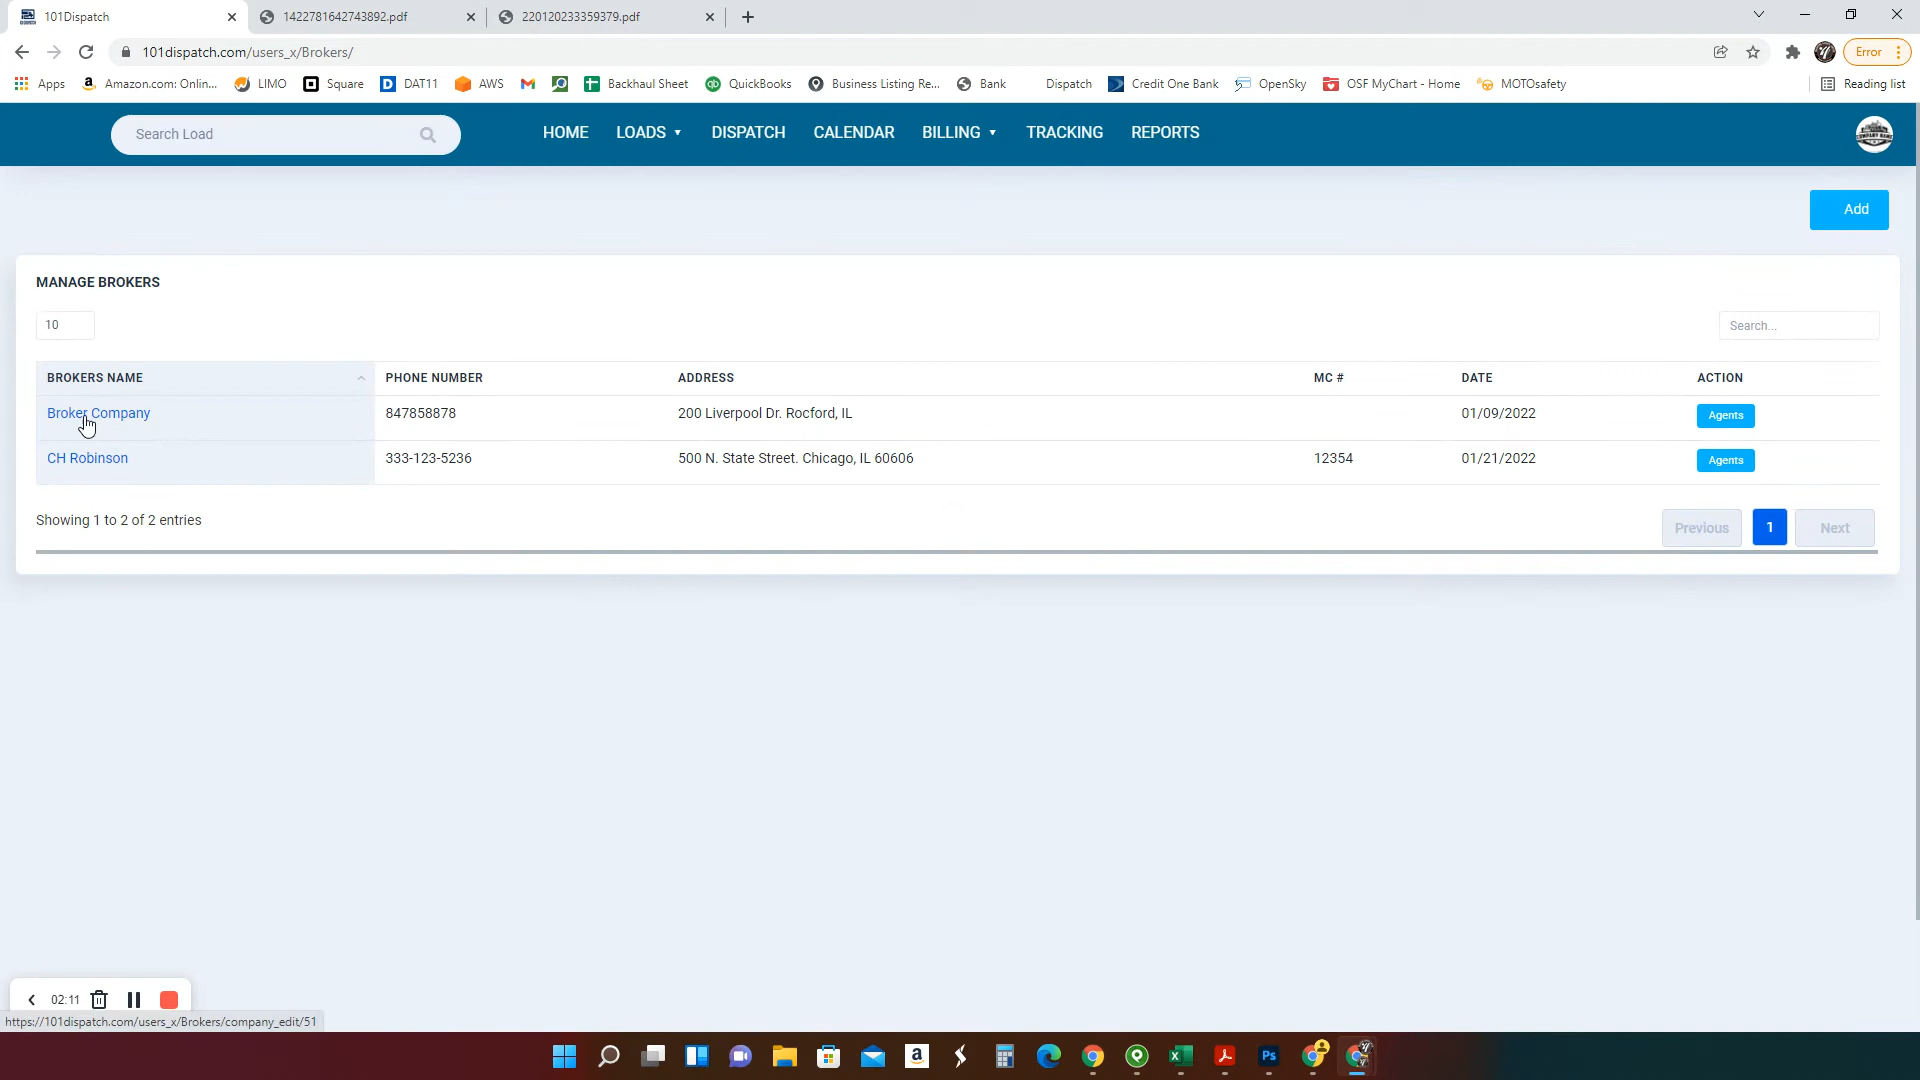 101Dispatch
1422781642743892.pdf
220120233359379.pdf
101dispatch.com/users_x/Brokers/
Error
Apps
Amazon.com: Onlin...
LIMO
Square
DAT11
AWS
Backhaul Sheet
QuickBooks
Business Listing Re...
Bank
Dispatch
Credit One Bank
OpenSky
OSF MyChart - Home
MOTOsafety
Reading list
Search Load
HOME
LOADS
DISPATCH
CALENDAR
BILLING
TRACKING
REPORTS
Add
MANAGE BROKERS
10
Search...
BROKERS NAME PHONE NUMBER ADDRESS MC # DATE ACTION
Broker Company 847858878 200 Liverpool Dr. Rocford, IL 01/09/2022 Agents
CH Robinson 333-123-5236 500 N. State Street. Chicago, IL 60606 12354 01/21/2022 Agents
Showing 1 to 2 of 2 entries
Previous 1 Next
02:11
https://101dispatch.com/users_x/Brokers/company_edit/51